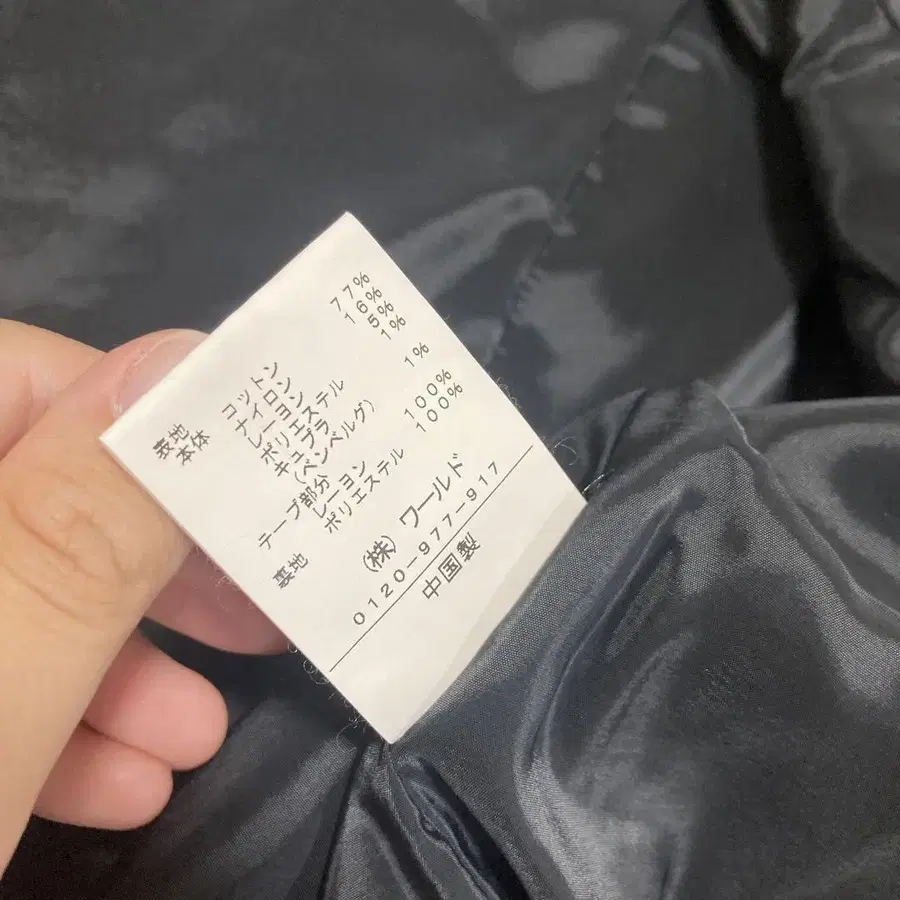 表地
本体 コットン 77%
ナイロン 16%
レーヨン 5%
ポリエステル 1%
キュプラ
(ベンベルグ) 1%
テープ部分
レーヨン 100%
裏地 ポリエステル 100%
(株) ワールド
0120-977-917
中国製